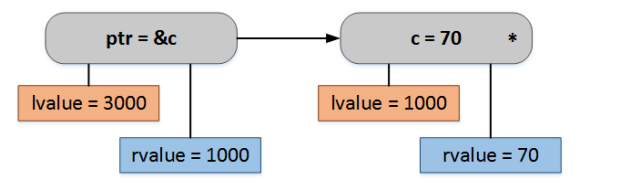 ptr = &c
c = 70 *
lvalue = 3000
lvalue = 1000
rvalue = 1000
rvalue = 70